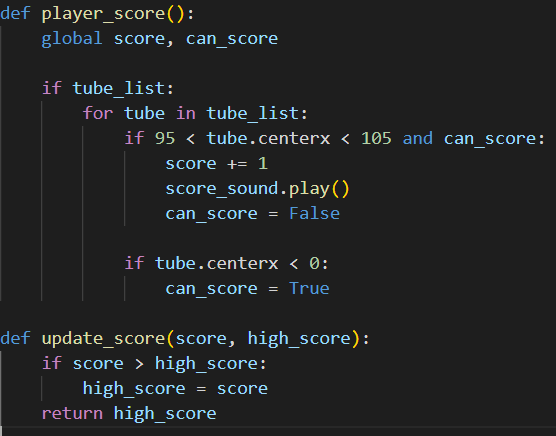 def player_score():
    global score, can_score

    if tube_list:
        for tube in tube_list:
            if 95 < tube.centerx < 105 and can_score:
                score += 1
                score_sound.play()
                can_score = False

            if tube.centerx < 0:
                can_score = True

def update_score(score, high_score):
    if score > high_score:
        high_score = score
    return high_score